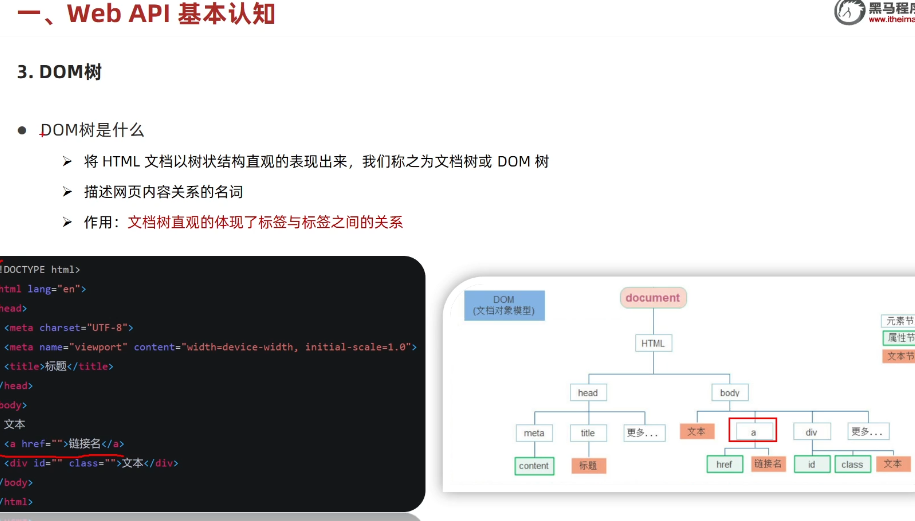 一、Web API 基本认知
黑马程序
www.itheima
3. DOM树
DOM树是什么
将 HTML 文档以树状结构直观的表现出来，我们称之为文档树或 DOM 树
描述网页内容关系的名词
作用：文档树直观的体现了标签与标签之间的关系
!DOCTYPE html>
html lang="en">
head>
<meta charset="UTF-8">
<meta name="viewport" content="width=device-width, initial-scale=1.0">
<title>标题</title>
/head>
body>
文本
<a href="">链接名</a>
<div id="" class="">文本</div>
/body>
/html>
DOM
(文档对象模型)
document
元素节
属性节
文本节
HTML
head body
meta title 更多... 文本 a div 更多...
content 标题 href 链接名 id class 文本